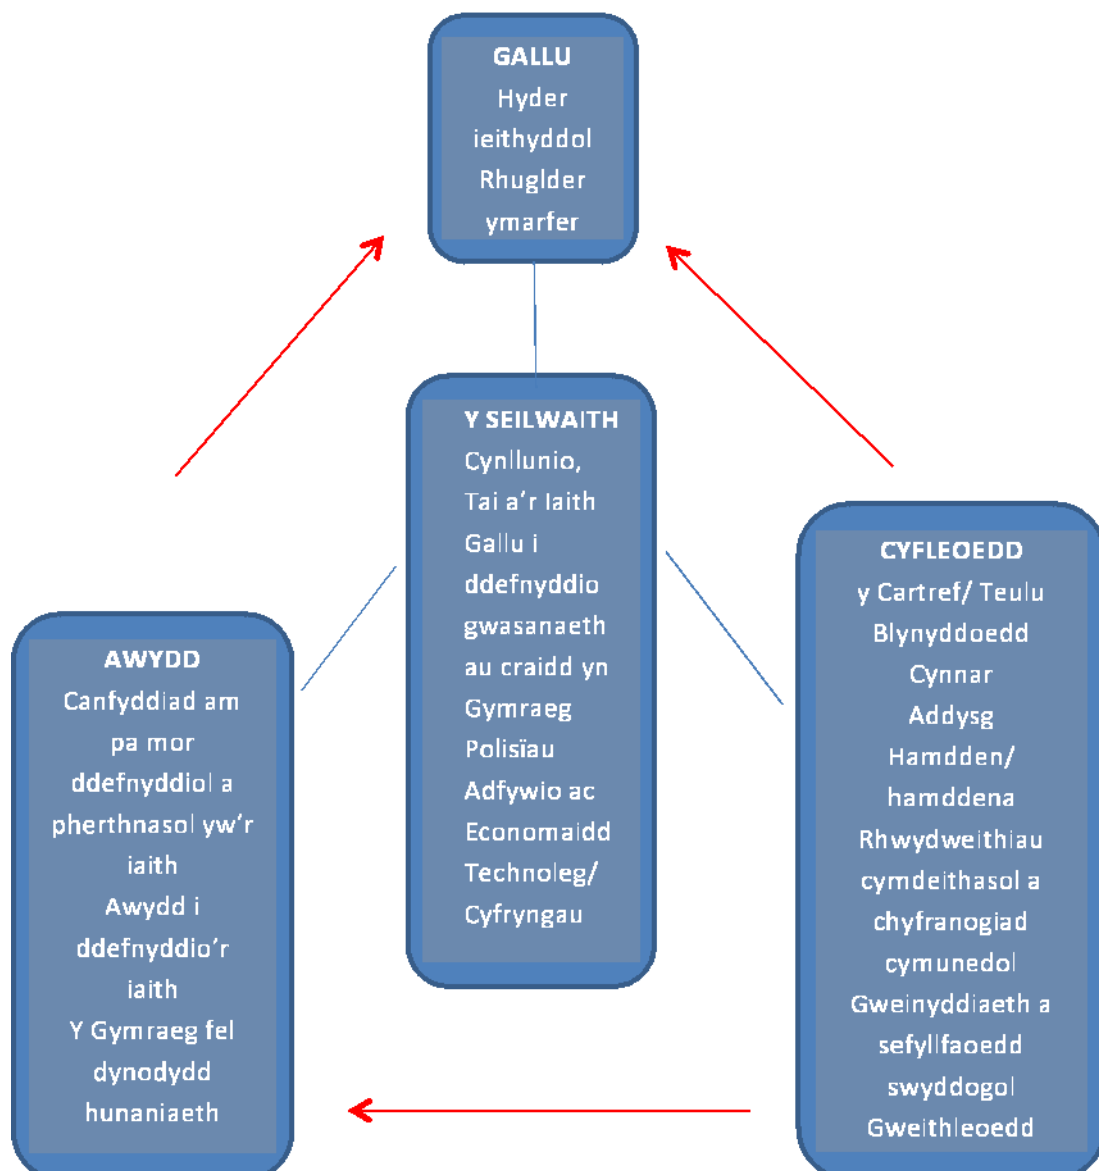 GALLU
Hyder
ieithyddol
Rhuglder
ymarfer
Y SEILWAITH
Cynllunio,
Tai a’r Iaith
Gallu i
ddefnyddio
gwasanaeth
au craidd yn
Gymraeg
Polisïau
Adfywio ac
Economaidd
Technoleg/
Cyfryngau
AWYDD
Canfyddiad am
pa mor
ddefnyddiol a
pherthnasol yw’r
iaith
Awydd i
ddefnyddio’r
iaith
Y Gymraeg fel
dynodydd
hunaniaeth
CYFLEOEDD
y Cartref/ Teulu
Blynyddoedd
Cynnar
Addysg
Hamdden/
hamddena
Rhwydweithiau
cymdeithasol a
chyfranogiad
cymunedol
Gweinyddiaeth a
sefyllfaoedd
swyddogol
Gweithleoedd